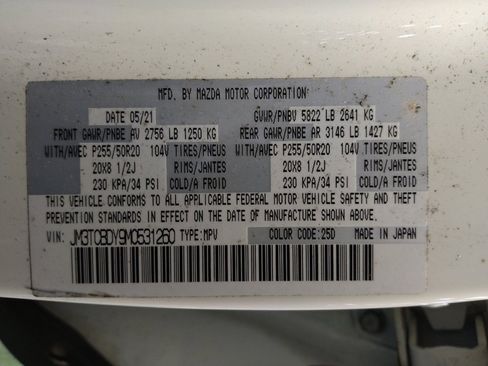 MFD. BY MAZDA MOTOR CORPORATION
DATE 05/21 GVWR/PNBV 5822 LB 2641 KG
FRONT GAWR/PNBE AV 2756 LB 1250 KG REAR GAWR/PNBE AR 3146 LB 1427 KG
WITH/AVEC P255/50R20 104V TIRES/PNEUS WITH/AVEC P255/50R20 104V TIRES/PNEUS
20X8 1/2J RIMS/JANTES 20X8 1/2J RIMS/JANTES
230 KPA/34 PSI COLD/A FROID 230 KPA/34 PSI COLD/A FROID
THIS VEHICLE CONFORMS TO ALL APPLICABLE FEDERAL MOTOR VEHICLE SAFETY AND THEFT
PREVENTION STANDARDS IN EFFECT ON THE DATE OF MANUFACTURE SHOWN ABOVE.
VIN: JM3TCBDY9M0531260 TYPE:MPV COLOR CODE:25D MADE IN JAPAN